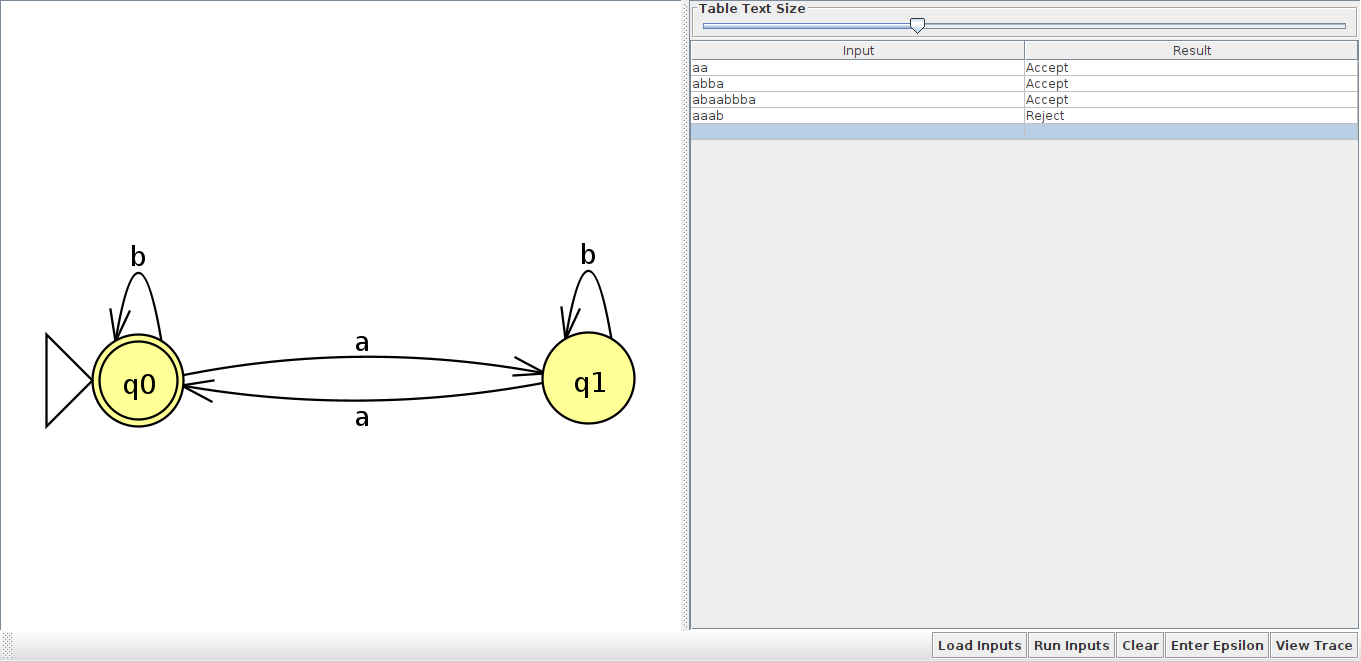 b
b
a
q0
q1
a
Table Text Size
Input Result
aa Accept
abba Accept
abaabbba Accept
aaab Reject
Load Inputs Run Inputs Clear Enter Epsilon View Trace